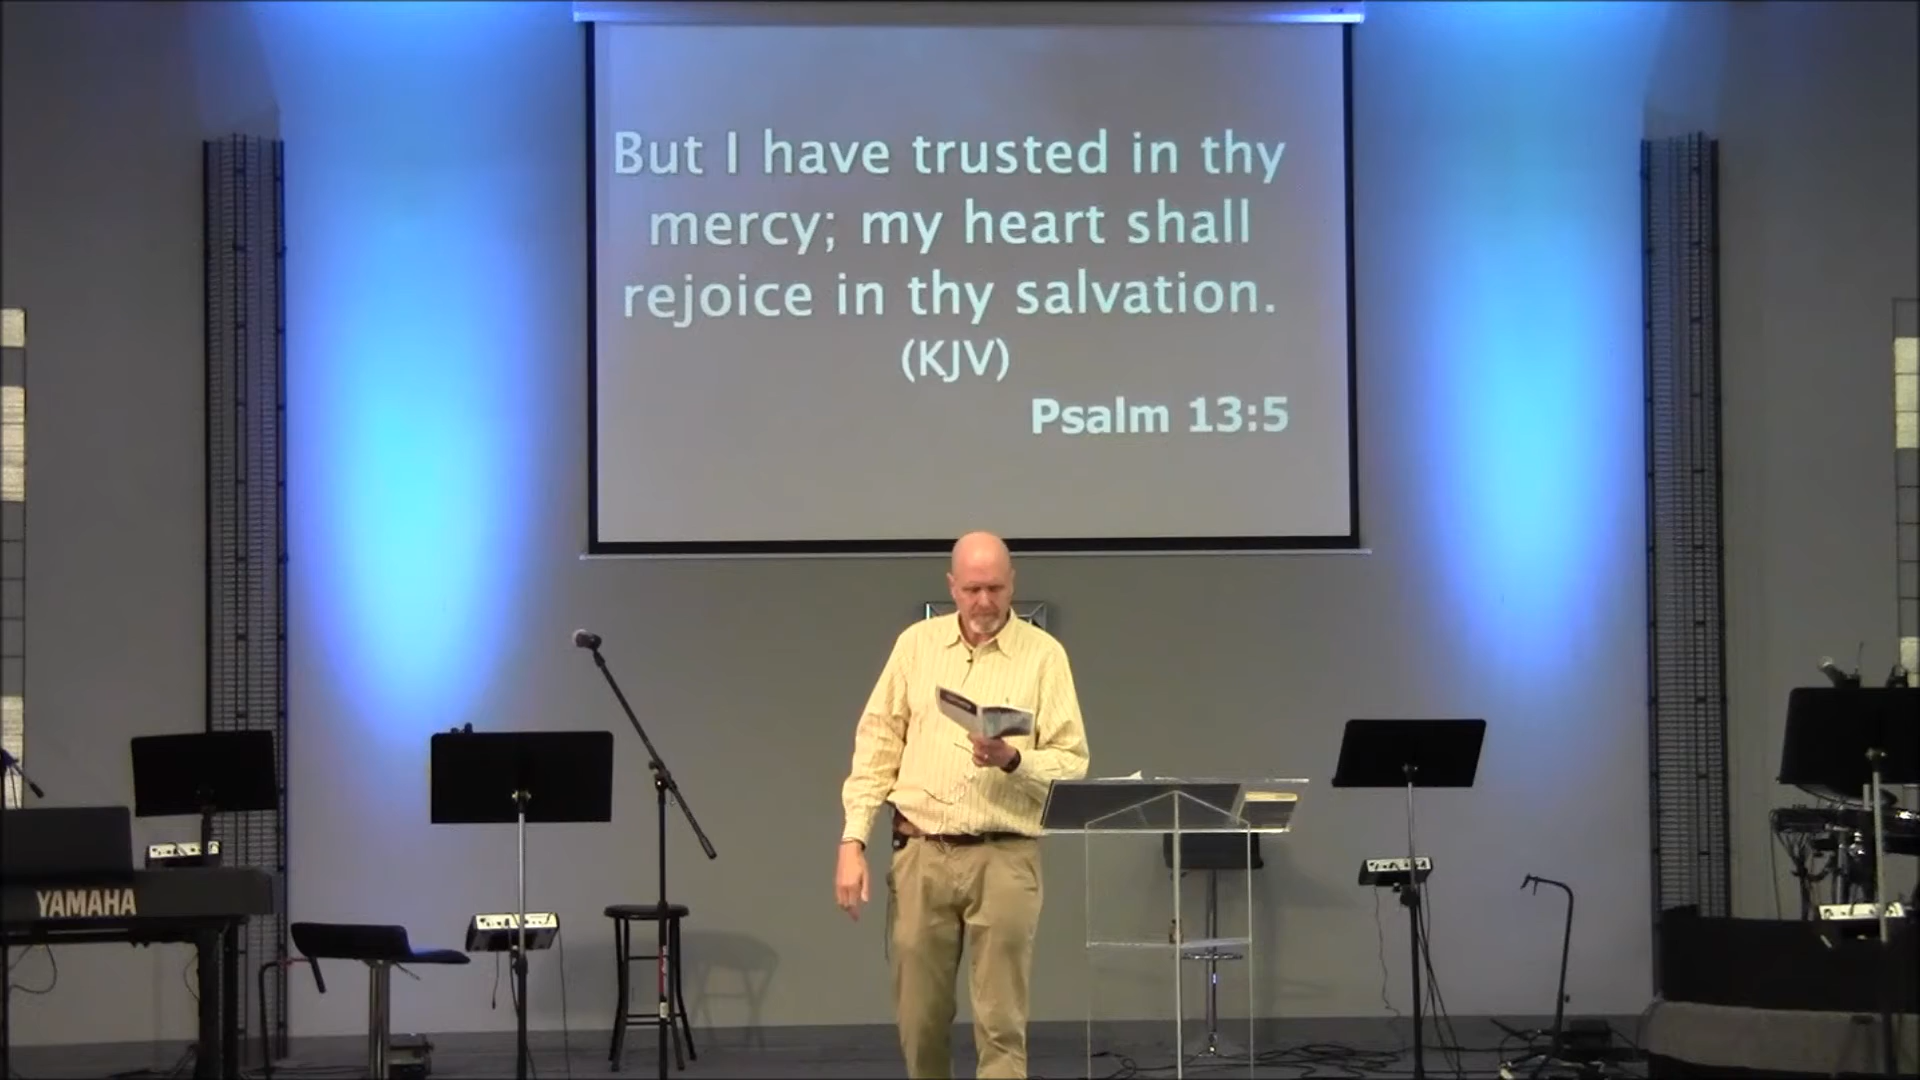 But I have trusted in thy
mercy; my heart shall
rejoice in thy salvation.
(KJV)
Psalm 13:5
YAMAHA